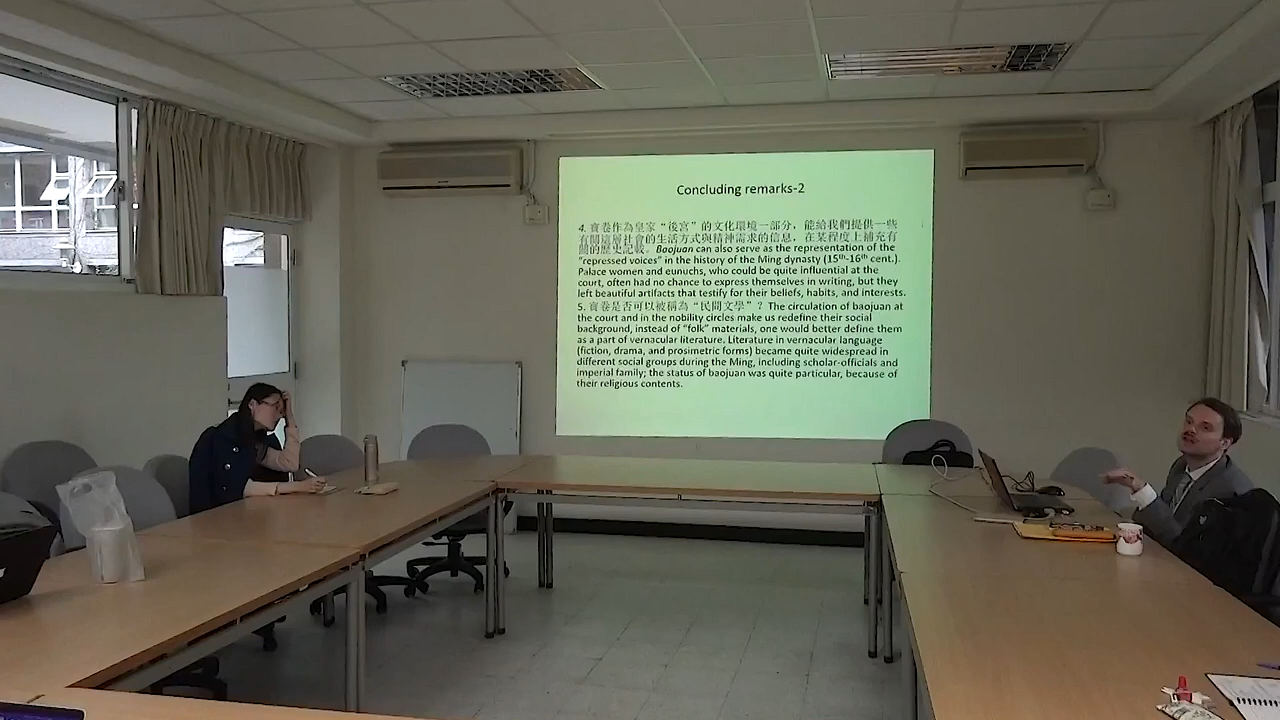 Concluding remarks-2
4. 寶卷作為皇家“後宮”的文化環境一部分，能給我們提供一些
有關這層社會的生活方式與精神需求的信息，在某程度上補充有
關的歷史記載。Baojuan can also serve as the representation of the
"repressed voices" in the history of the Ming dynasty (15th-16th cent.).
Palace women and eunuchs, who could be quite influential at the
court, often had no chance to express themselves in writing, but they
left beautiful artifacts that testify for their beliefs, habits, and interests.
5. 寶卷是否可以被稱為“民間文學”？The circulation of baojuan at
the court and in the nobility circles make us redefine their social
background, instead of "folk" materials, one would better define them
as a part of vernacular literature. Literature in vernacular language
(fiction, drama, and prosimetric forms) became quite widespread in
different social groups during the Ming, including scholar-officials and
imperial family; the status of baojuan was quite particular, because of
their religious contents.